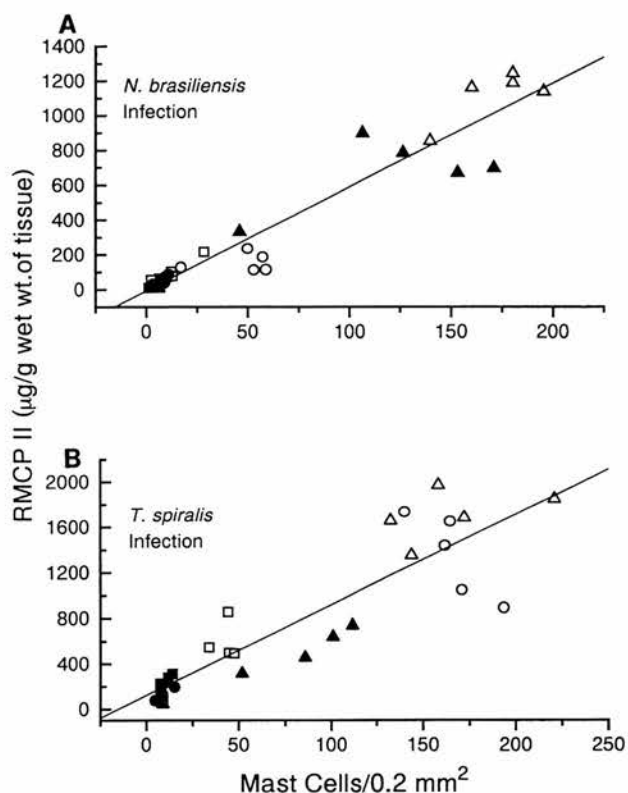 A
N. brasiliensis
Infection
1400
1200
1000
800
600
400
200
0
0 50 100 150 200
RMCP II (μg/g wet wt.of tissue)
B
T. spiralis
Infection
2000
1600
1200
800
400
0
0 50 100 150 200 250
Mast Cells/0.2 mm²